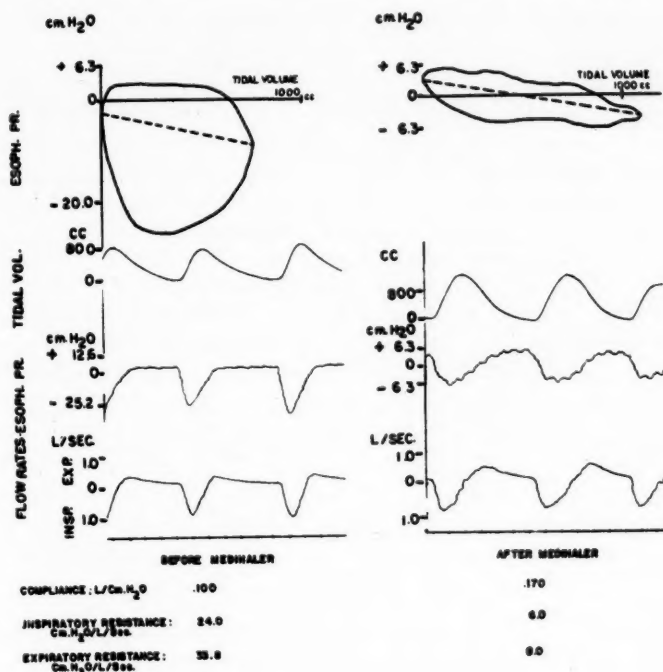 cm.H2O
+ 6.3
0
TIDAL VOLUME
1000 cc
- 20.0
ESOPH. PR.
CC
800
0
TIDAL VOL.
cm.H2O
+ 12.6
0
- 25.2
ESOPH. PR.
L/SEC.
1.0
0
1.0
EXP.
INSP.
FLOW RATES
BEFORE MEDIHALER
cm.H2O
+ 6.3
0
- 6.3
TIDAL VOLUME
1000 cc
CC
800
0
cm.H2O
+ 6.3
0
- 6.3
L/SEC.
1.0
0
1.0
AFTER MEDIHALER
COMPLIANCE: L/Cm.H2O .100 .170
INSPIRATORY RESISTANCE: 24.0 6.0
Cm.H2O/L/Sec.
EXPIRATORY RESISTANCE: 33.8 9.0
Cm.H2O/L/Sec.